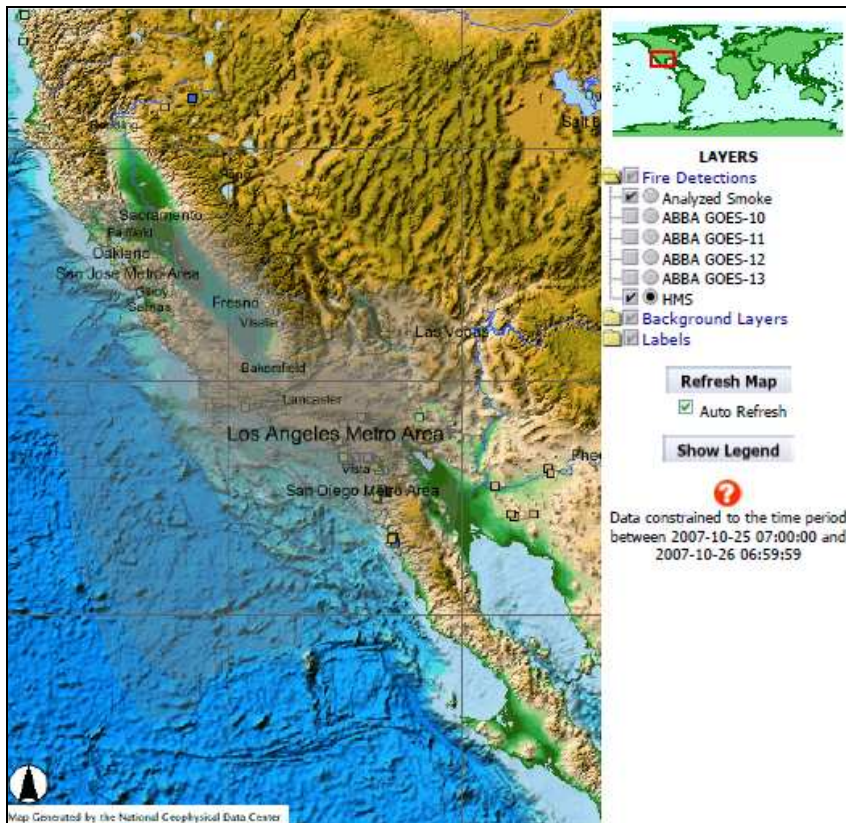 Redding
Reno
Salt L
Sacramento
Fairfield
Oakland
San Jose Metro Area
Gilroy
Salinas
Fresno
Visalia
Las Vegas
Bakersfield
Lancaster
Los Angeles Metro Area
Vista
San Diego Metro Area
Phoe
Map Generated by the National Geophysical Data Center
LAYERS
Fire Detections
Analyzed Smoke
ABBA GOES-10
ABBA GOES-11
ABBA GOES-12
ABBA GOES-13
HMS
Background Layers
Labels
Refresh Map
Auto Refresh
Show Legend
?
Data constrained to the time period
between 2007-10-25 07:00:00 and
2007-10-26 06:59:59